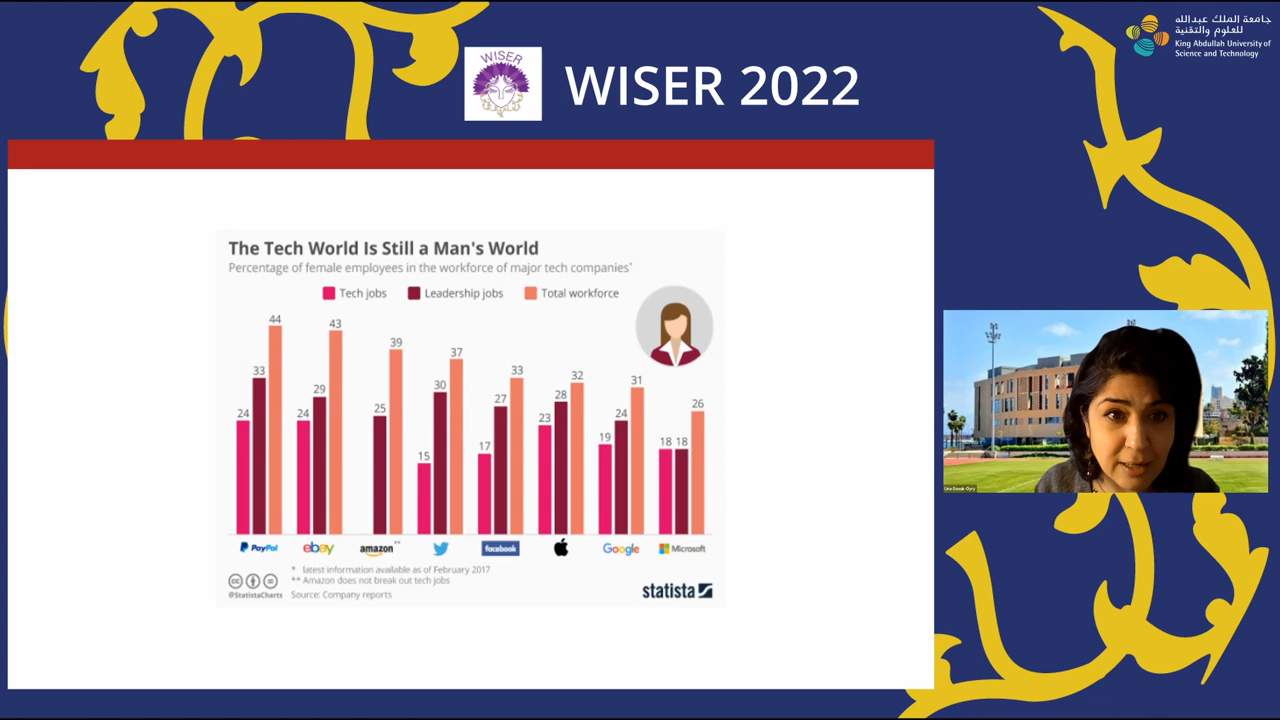 جامعة الملك عبدالله
للعلوم والتقنية
King Abdullah University of
Science and Technology
WISER
WISER 2022
The Tech World Is Still a Man's World
Percentage of female employees in the workforce of major tech companies*
Tech jobs
Leadership jobs
Total workforce
24 33 44
24 29 43
25 39
15 30 37
17 27 33
23 28 32
19 24 31
18 18 26
PayPal
ebay
amazon**
facebook
Google
Microsoft
* latest information available as of February 2017
** Amazon does not break out tech jobs
@StatistaCharts
Source: Company reports
statista